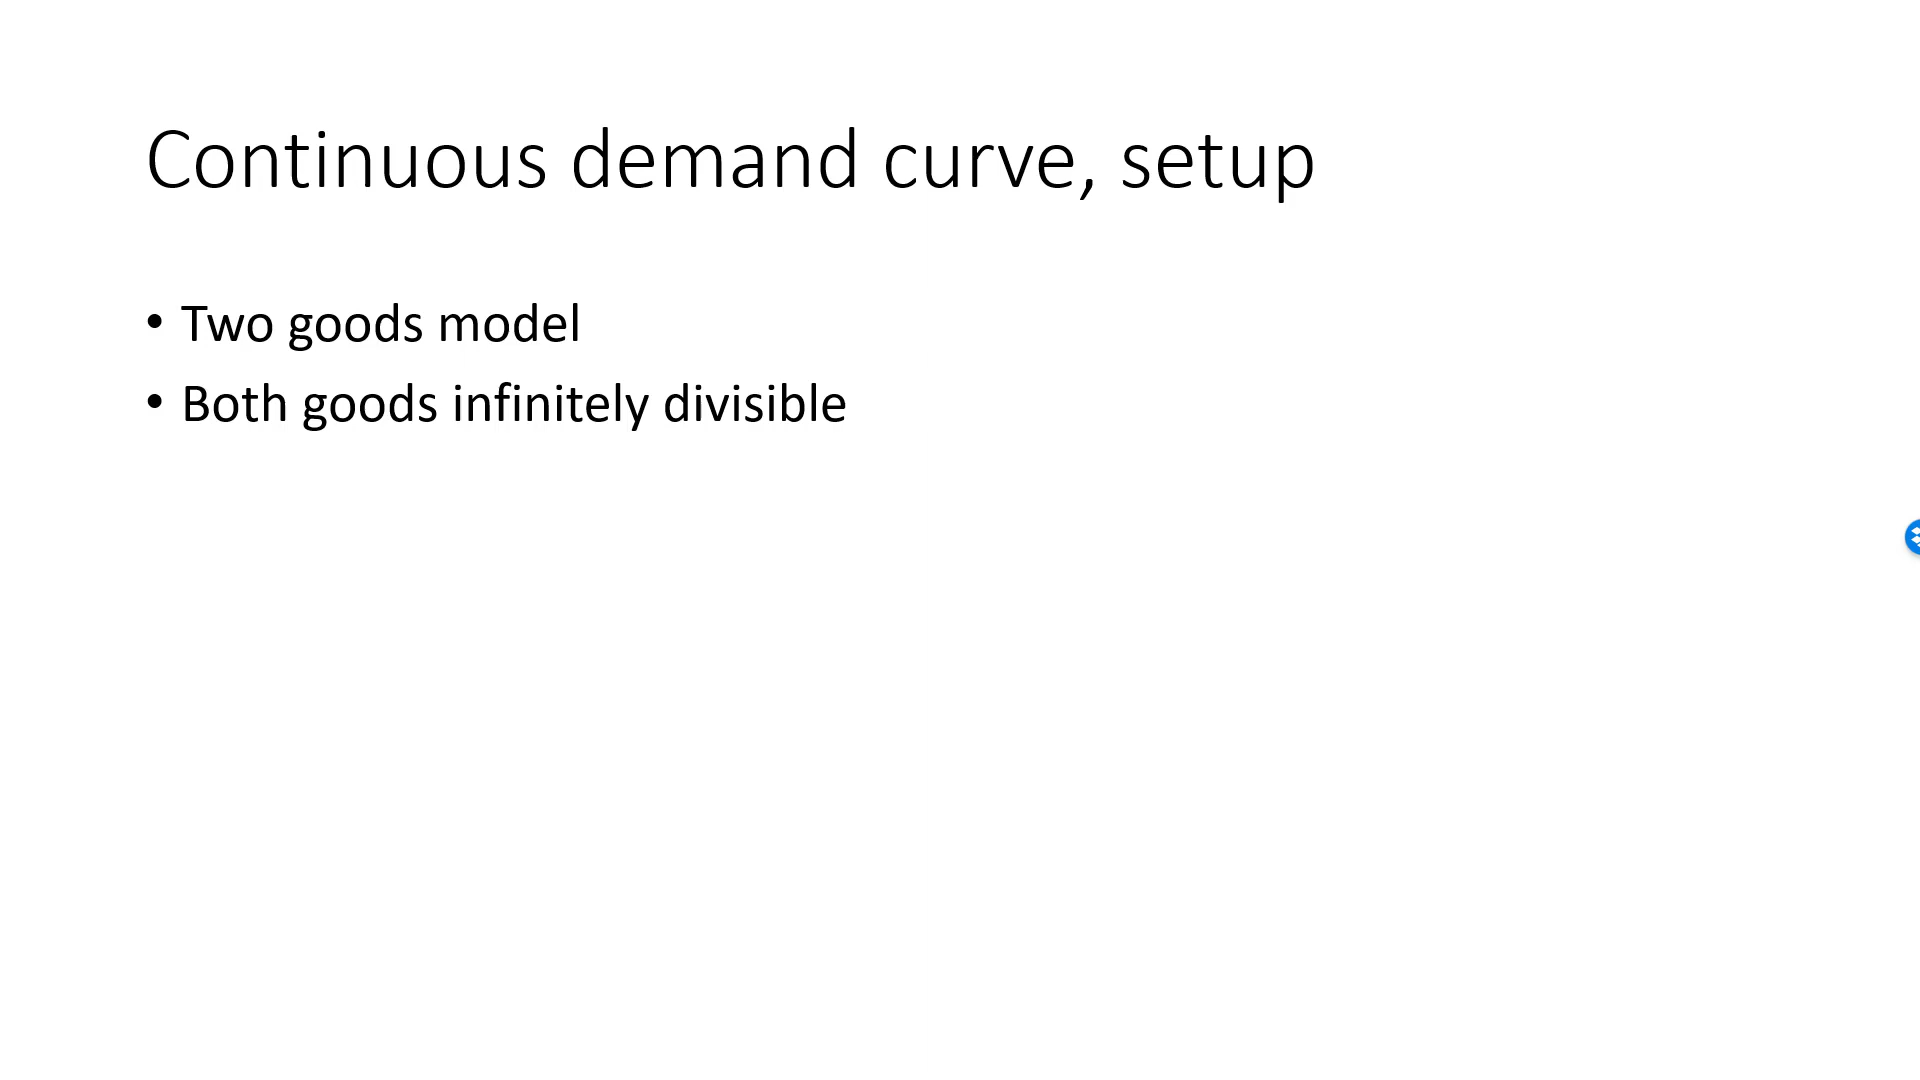 Continuous demand curve, setup
• Two goods model
• Both goods infinitely divisible